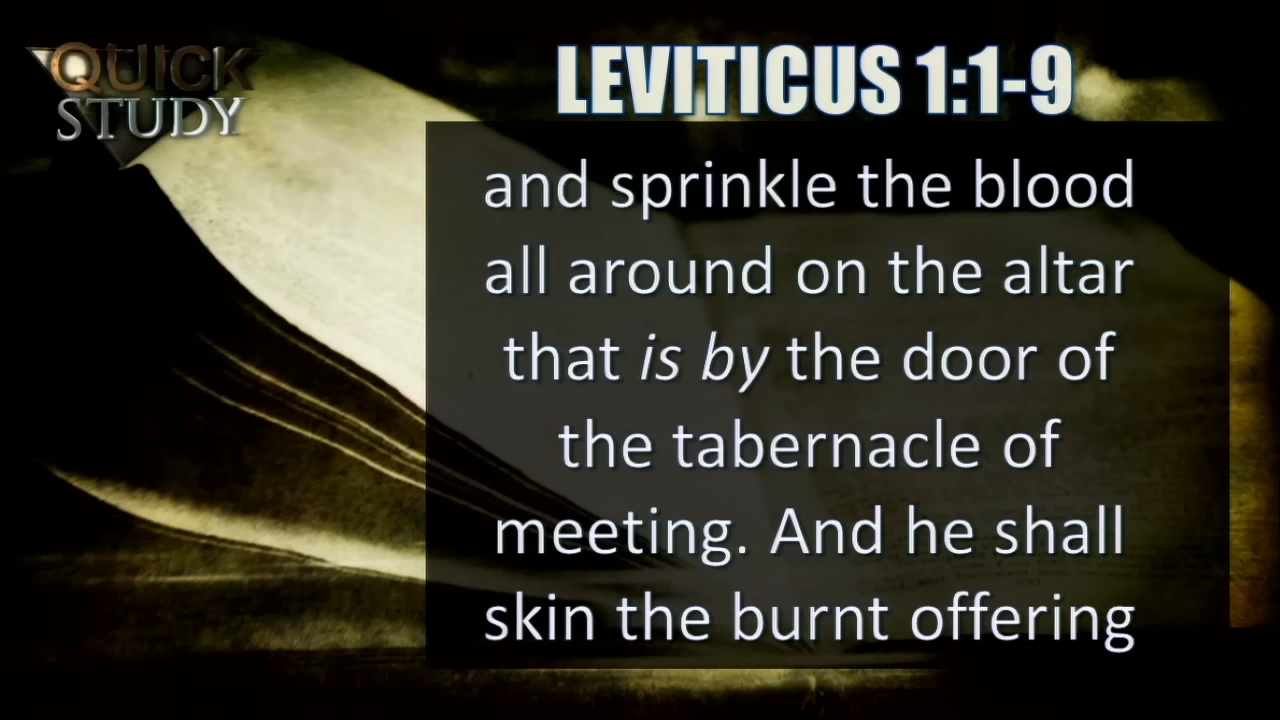 QUICK
STUDY
LEVITICUS 1:1-9
and sprinkle the blood
all around on the altar
that is by the door of
the tabernacle of
meeting. And he shall
skin the burnt offering